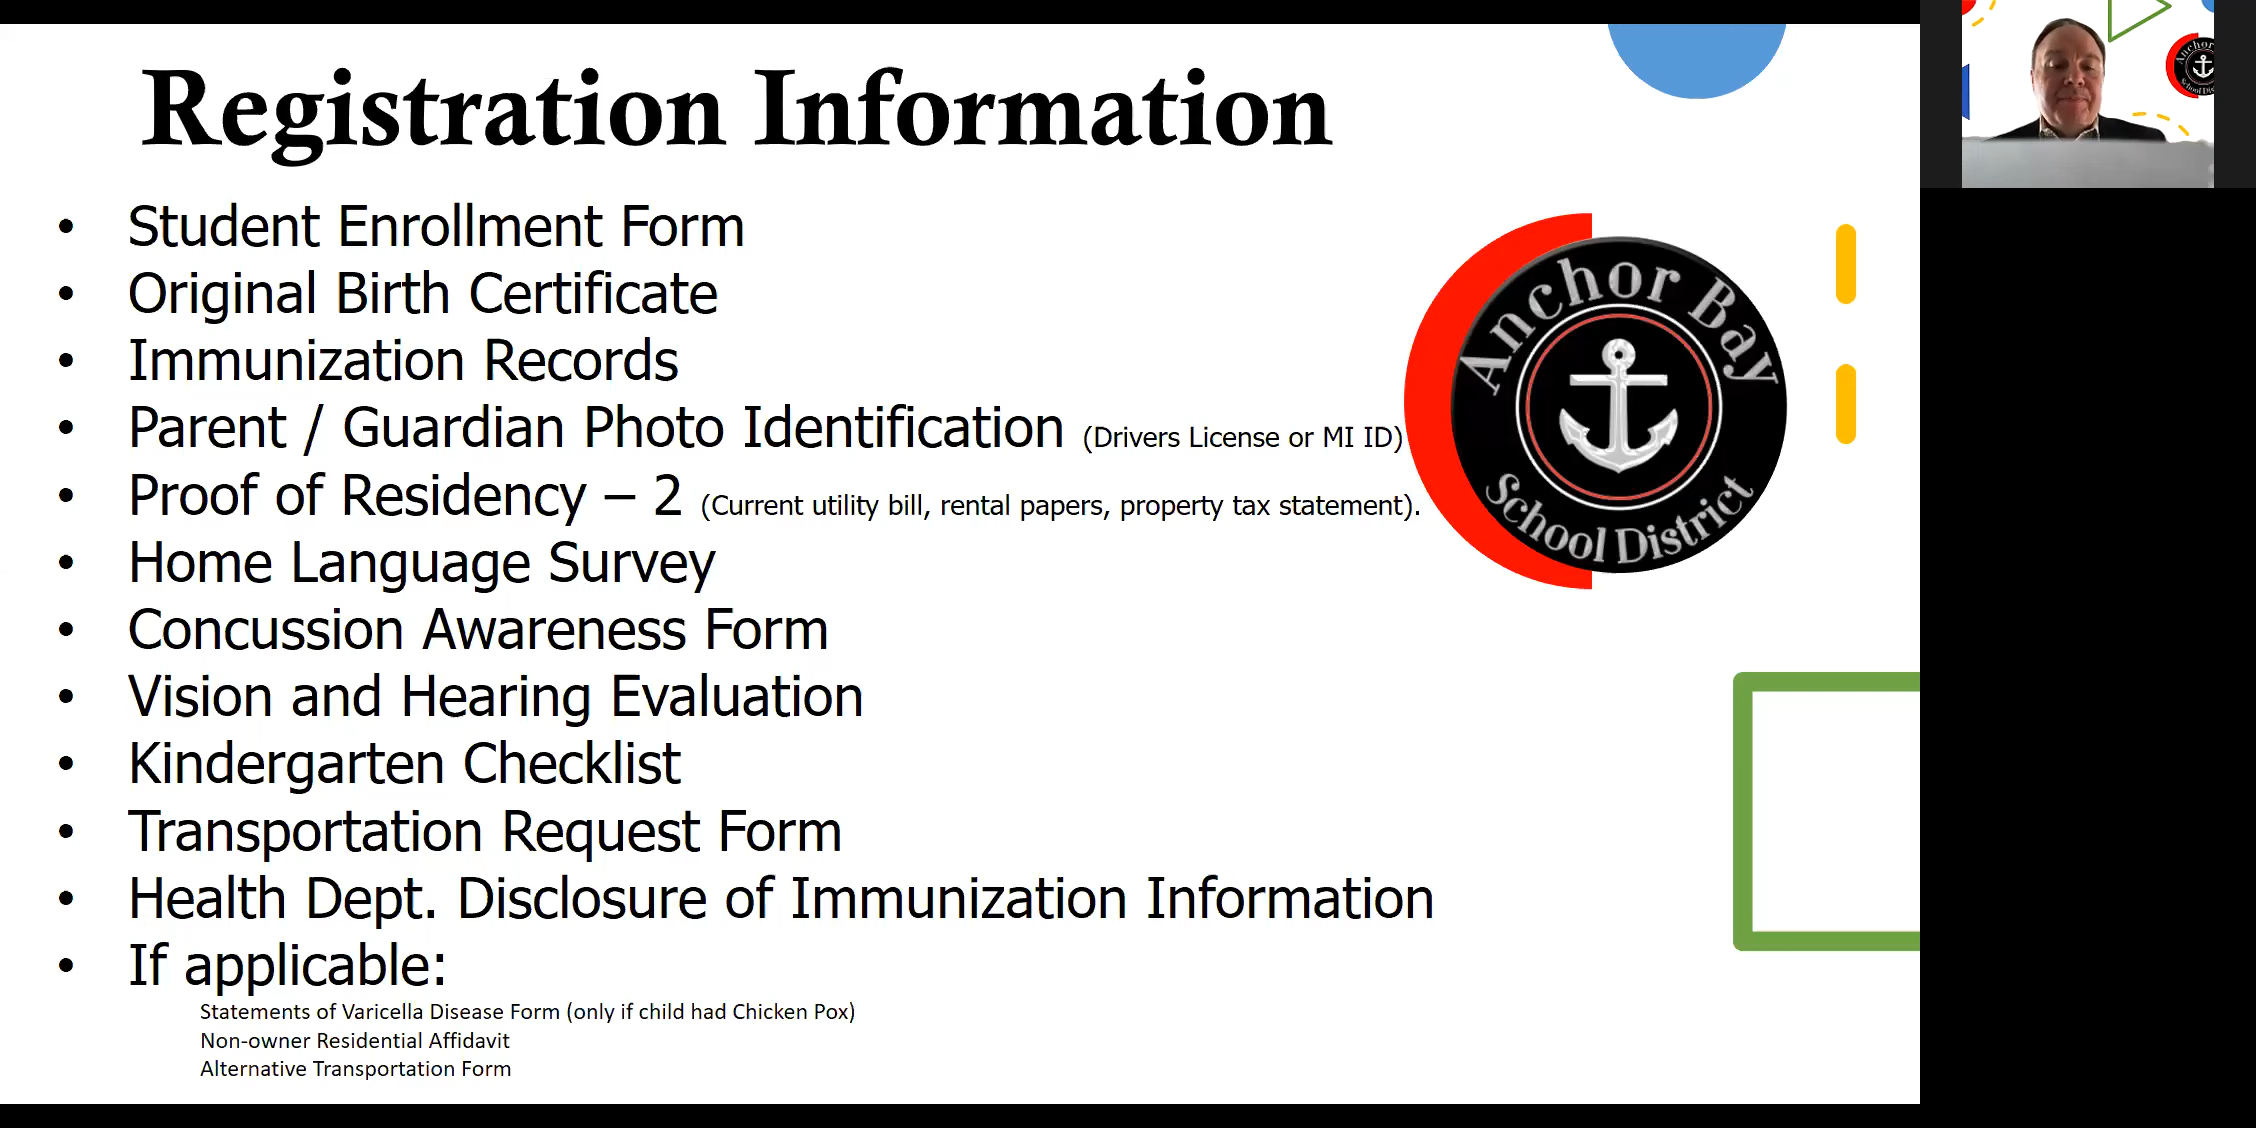 Registration Information
• Student Enrollment Form
• Original Birth Certificate
• Immunization Records
• Parent / Guardian Photo Identification (Drivers License or MI ID)
• Proof of Residency – 2 (Current utility bill, rental papers, property tax statement).
• Home Language Survey
• Concussion Awareness Form
• Vision and Hearing Evaluation
• Kindergarten Checklist
• Transportation Request Form
• Health Dept. Disclosure of Immunization Information
• If applicable:
Statements of Varicella Disease Form (only if child had Chicken Pox)
Non-owner Residential Affidavit
Alternative Transportation Form
Anchor Bay
School District
Anchor
School Dis